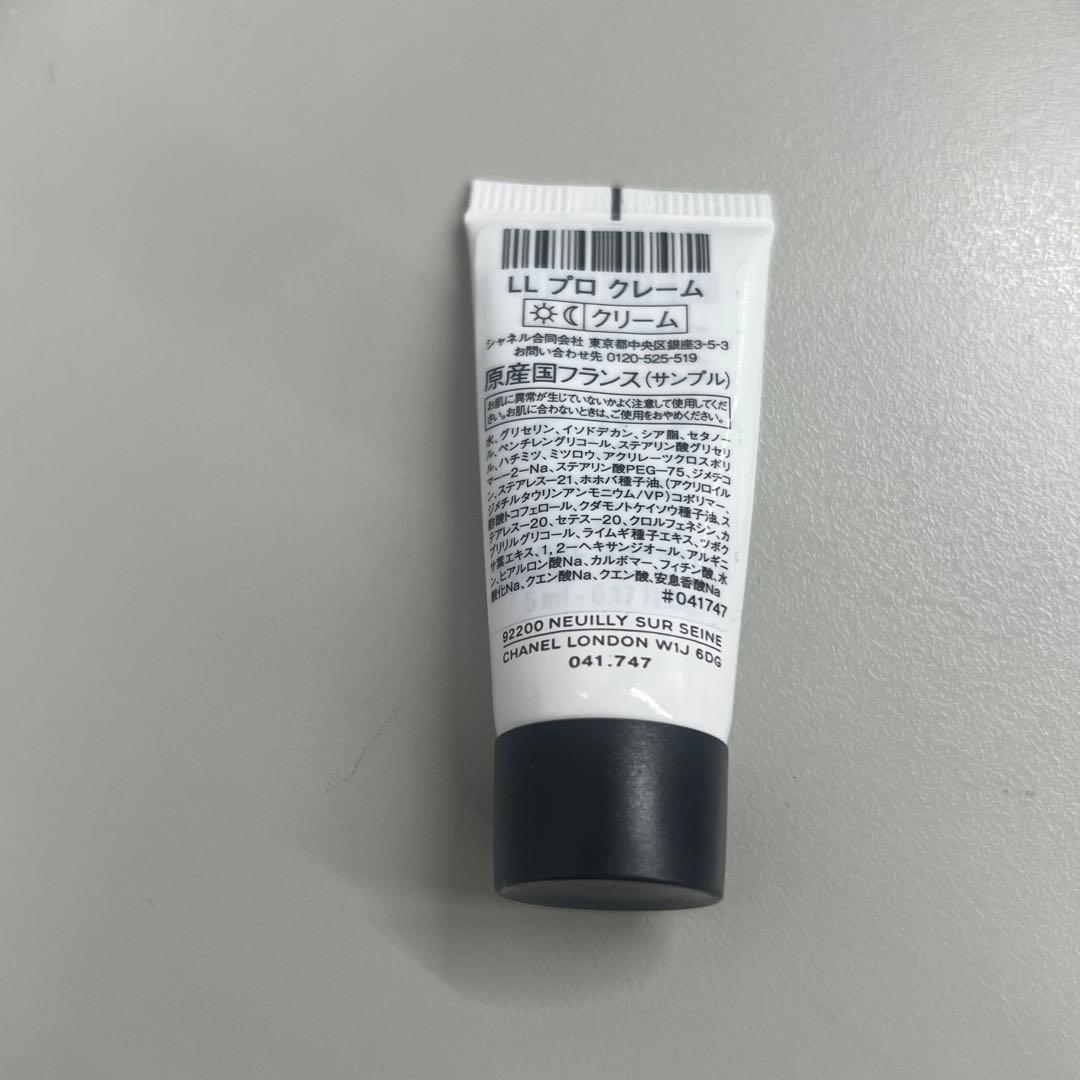 LL プロ クレーム
クリーム
シャネル合同会社 東京都中央区銀座3-5-3
お問い合わせ先 0120-525-519
原産国フランス(サンプル)
お肌に異常が生じていないかよく注意して使用してくだ
さい。お肌に合わないときは、ご使用をおやめください。
水、グリセリン、イソドデカン、シア脂、セタノー
ル、ペンチレングリコール、ステアリン酸グリセリ
ル、ハチミツ、ミツロウ、アクリレーツクロスポリ
マー―2－Na、ステアリン酸PEG－75、ジメチコ
ン、ステアレス－21、ホホバ種子油、(アクリロイル
ジメチルタウリンアンモニウム/VP)コポリマー、
酢酸トコフェロール、クダモノトケイソウ種子油、ス
テアレス－20、セテス－20、クロルフェネシン、カ
プリリルグリコール、ライムギ種子エキス、ツボク
サ葉エキス、1,2－ヘキサンジオール、アルギニ
ン、ヒアルロン酸Na、カルボマー、フィチン酸、水
酸化Na、クエン酸Na、クエン酸、安息香酸Na
5 ml - 0.17
#041747
92200 NEUILLY SUR SEINE
CHANEL LONDON W1J 6DG
041.747